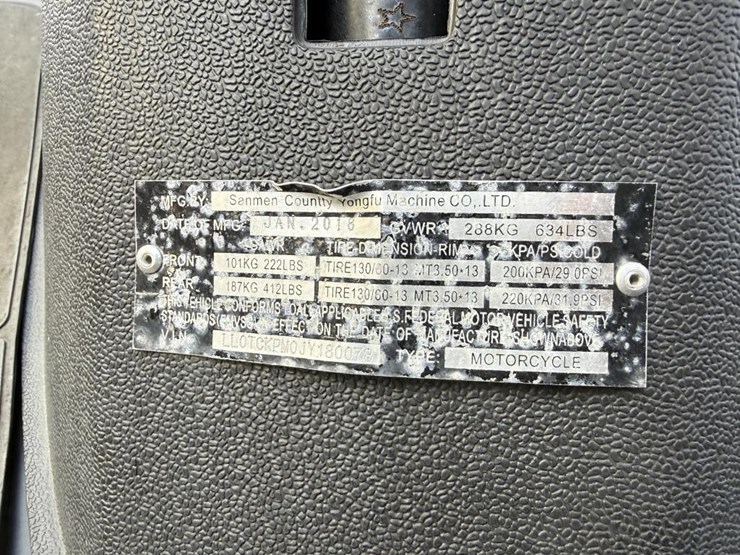 MFG BY Sanmen Countty Yongfu Machine CO,.LTD.
DATE OF MFG: JAN. 2018 GVWR 288KG 634LBS
GAWR TIRE DIMENSION-RIM KPA/PSI COLD
FRONT 101KG 222LBS TIRE130/60-13 MT3.50*13 200KPA/29.0PSI
REAR 187KG 412LBS TIRE130/60-13 MT3.50*13 220KPA/31.9PSI
THIS VEHICLE CONFORMS TO ALL APPLICABLE U.S. FEDERAL MOTOR VEHICLE SAFETY
STANDARDS (FMVSS) EFFECT ON THE DATE OF MANUFACTURE SHOWN ABOVE
V.I.N. TYPE: MOTORCYCLE